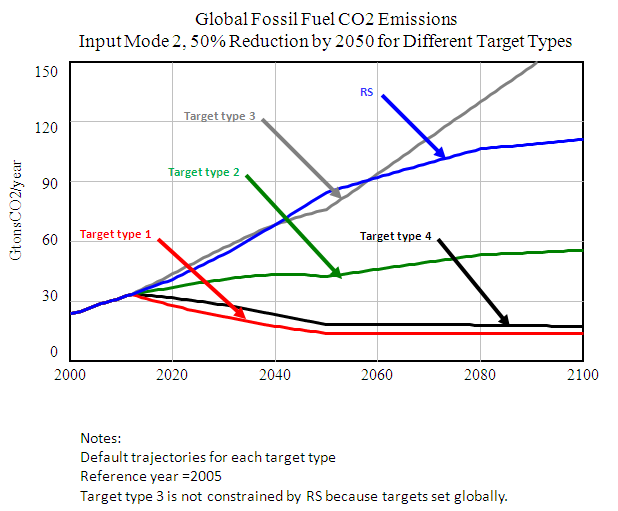 Global Fossil Fuel CO2 Emissions
Input Mode 2, 50% Reduction by 2050 for Different Target Types
150
120
90
60
30
0
GtonsCO2/year
RS
Target type 3
Target type 2
Target type 1
Target type 4
2000 2020 2040 2060 2080 2100
Notes:
Default trajectories for each target type
Reference year =2005
Target type 3 is not constrained by RS because targets set globally.